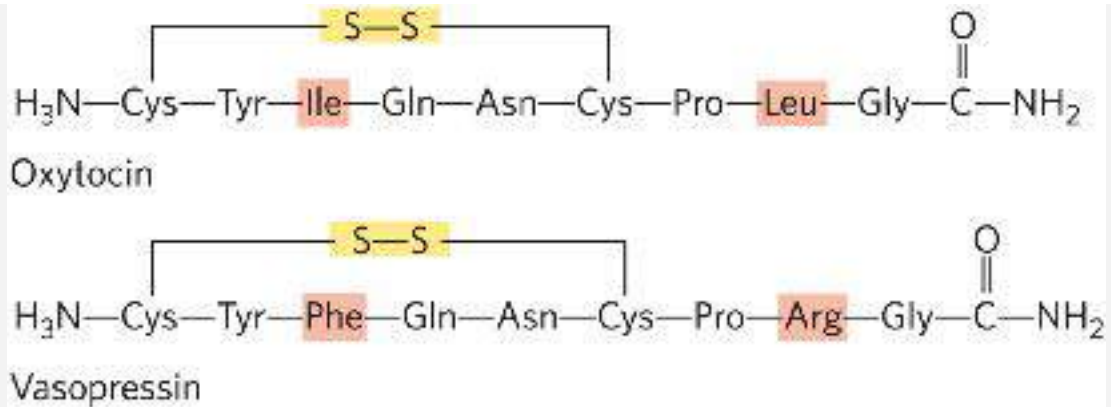 S—S
O
H₃N—Cys—Tyr—Ile—Gln—Asn—Cys—Pro—Leu—Gly—C—NH₂
Oxytocin
S—S
O
H₃N—Cys—Tyr—Phe—Gln—Asn—Cys—Pro—Arg—Gly—C—NH₂
Vasopressin